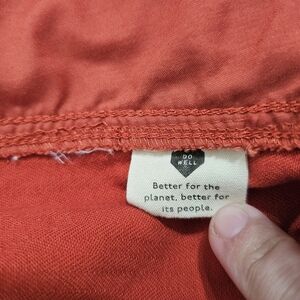 DO
WELL
Better for the
planet, better for
its people.